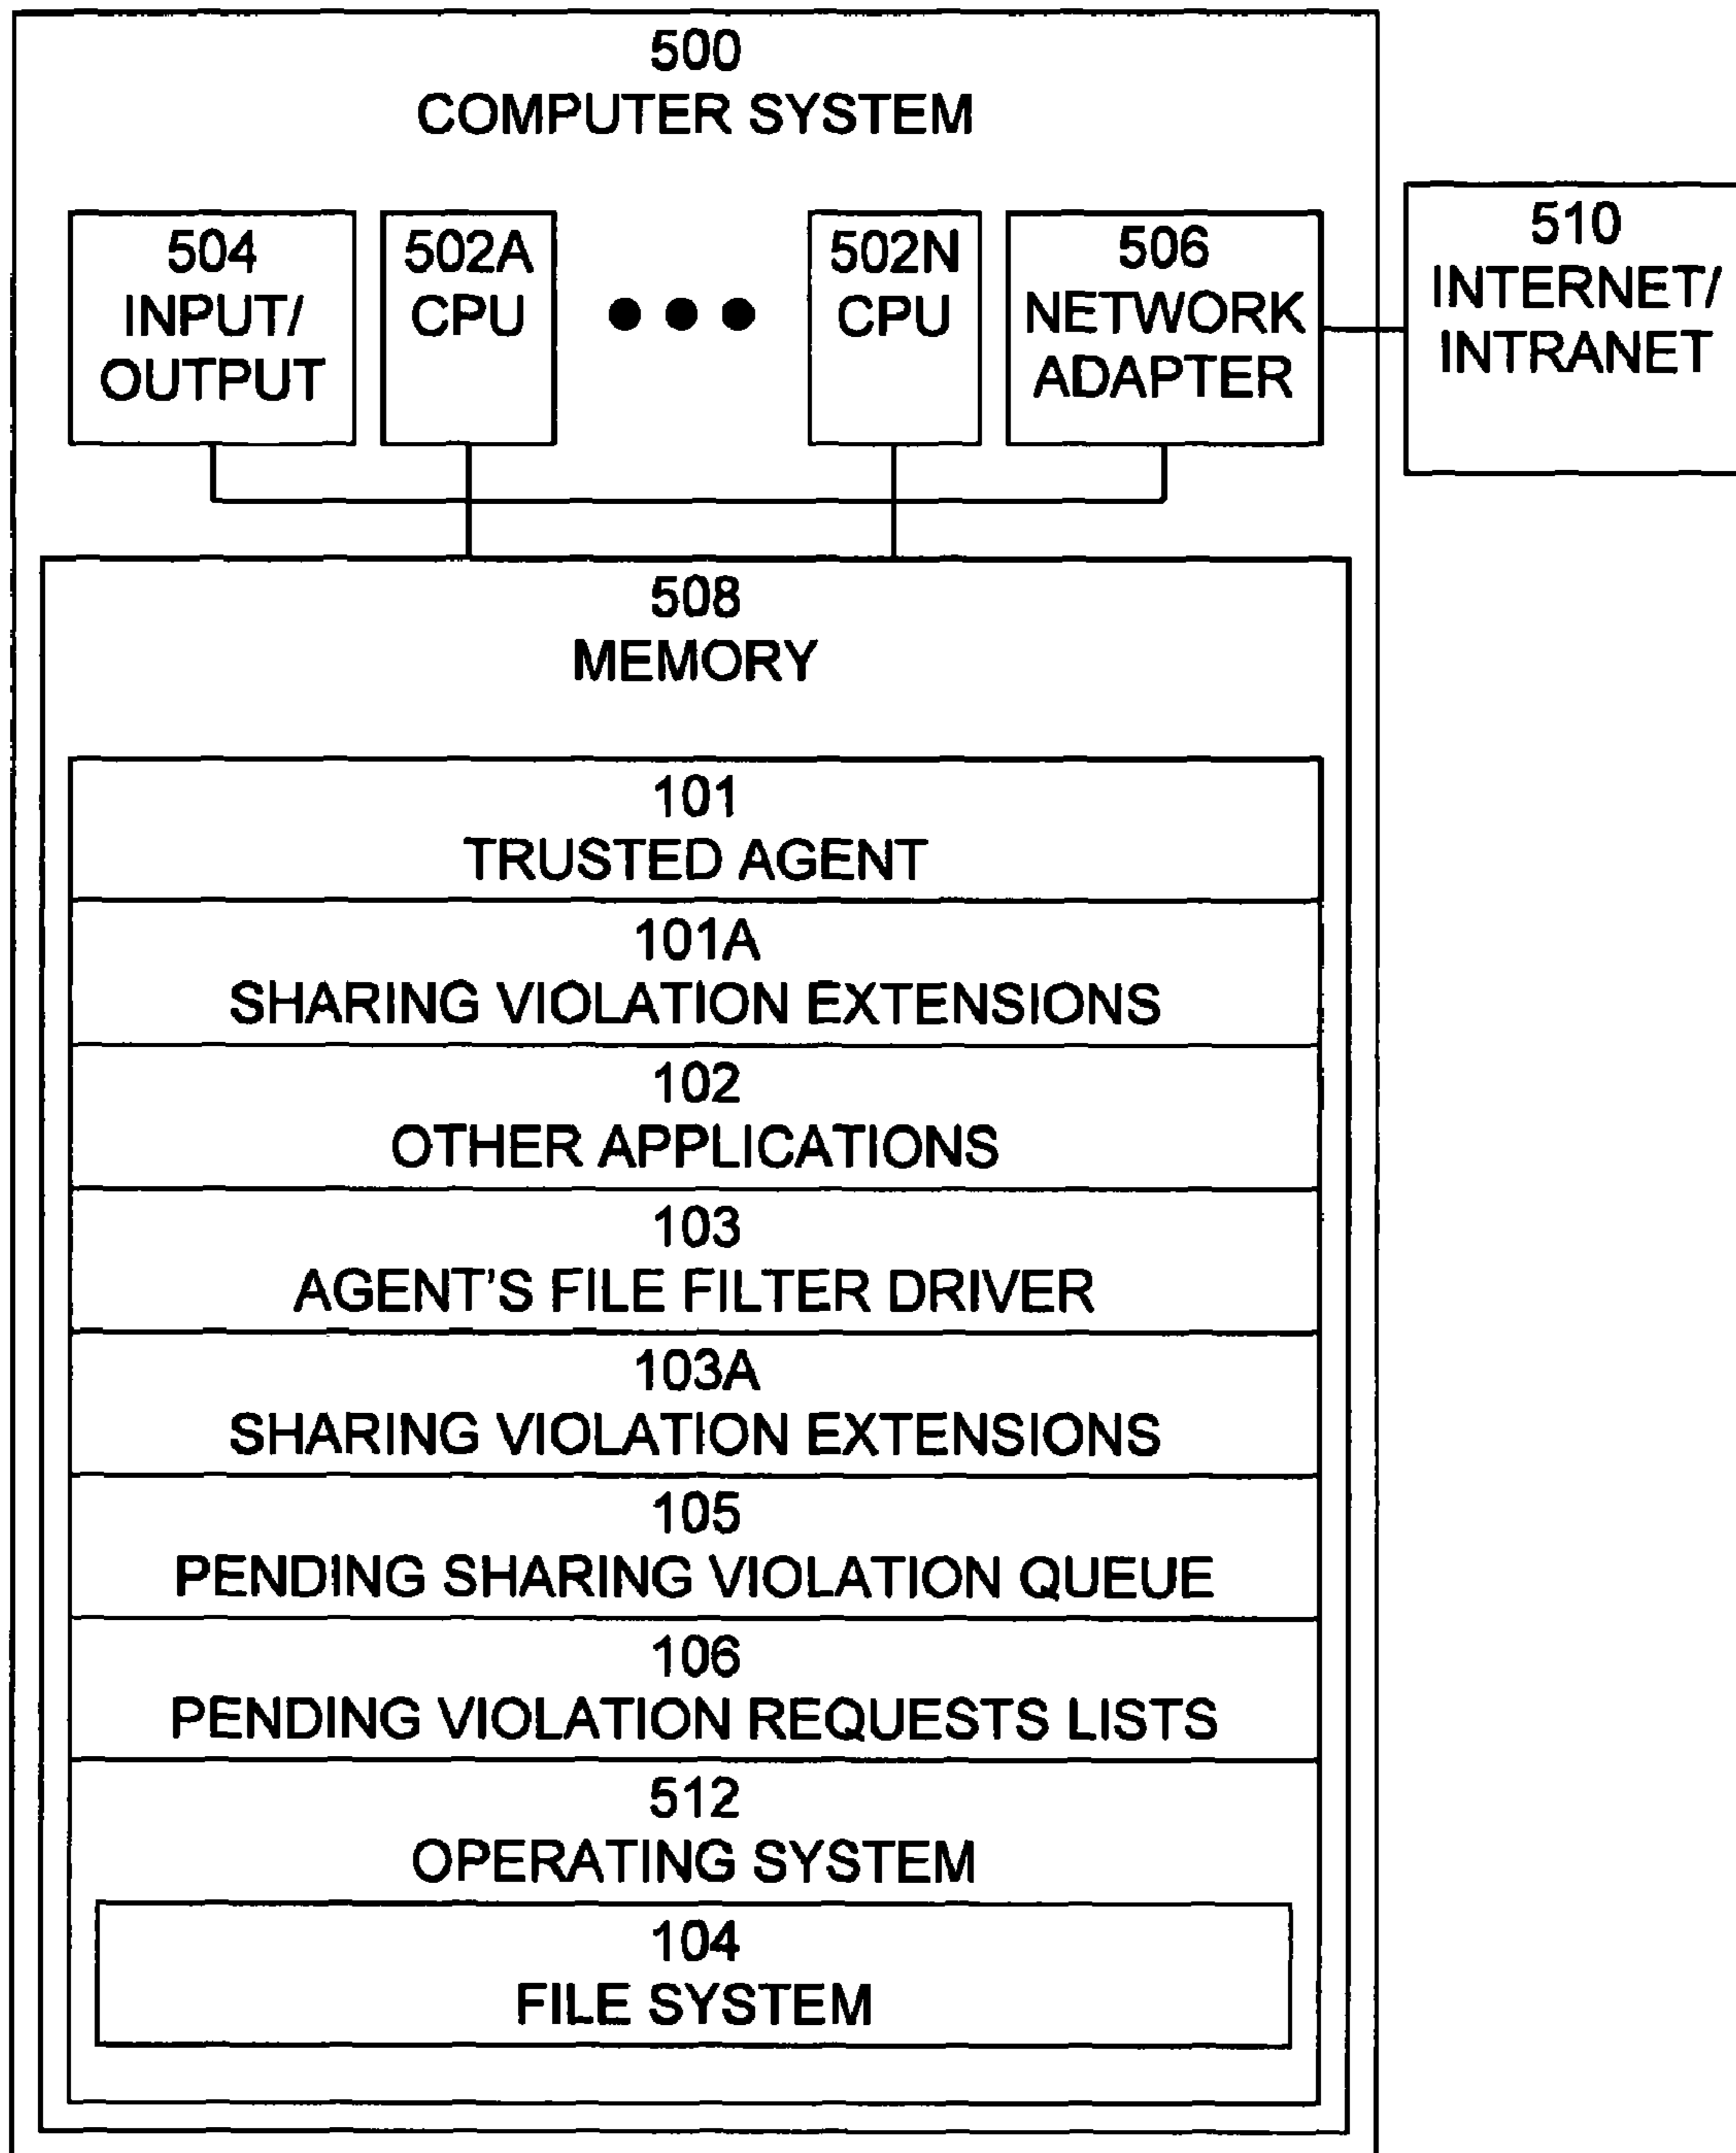 500
COMPUTER SYSTEM
504
INPUT/
OUTPUT
502A
CPU
502N
CPU
506
NETWORK
ADAPTER
510
INTERNET/
INTRANET
508
MEMORY
101
TRUSTED AGENT
101A
SHARING VIOLATION EXTENSIONS
102
OTHER APPLICATIONS
103
AGENT'S FILE FILTER DRIVER
103A
SHARING VIOLATION EXTENSIONS
105
PENDING SHARING VIOLATION QUEUE
106
PENDING VIOLATION REQUESTS LISTS
512
OPERATING SYSTEM
104
FILE SYSTEM